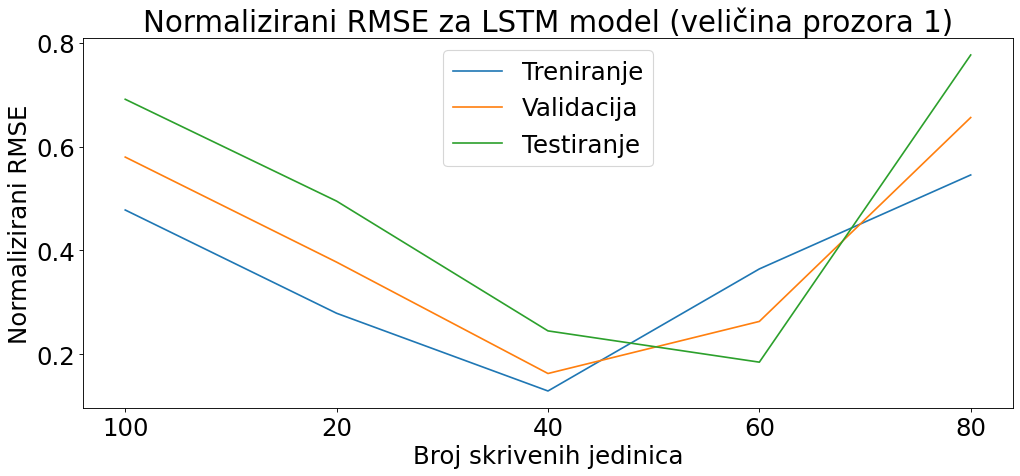 Normalizirani RMSE za LSTM model (veličina prozora 1)
Treniranje
Validacija
Testiranje
Normalizirani RMSE
0.8
0.6
0.4
0.2
100 20 40 60 80
Broj skrivenih jedinica